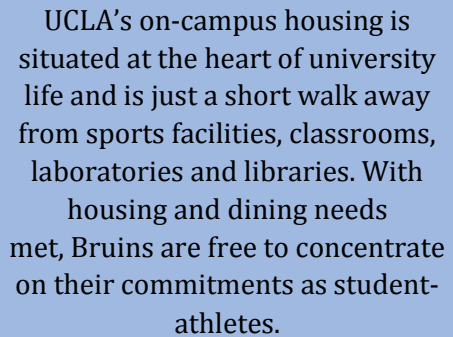 UCLA’s on-campus housing is
situated at the heart of university
life and is just a short walk away
from sports facilities, classrooms,
laboratories and libraries. With
housing and dining needs
met, Bruins are free to concentrate
on their commitments as student-
athletes.